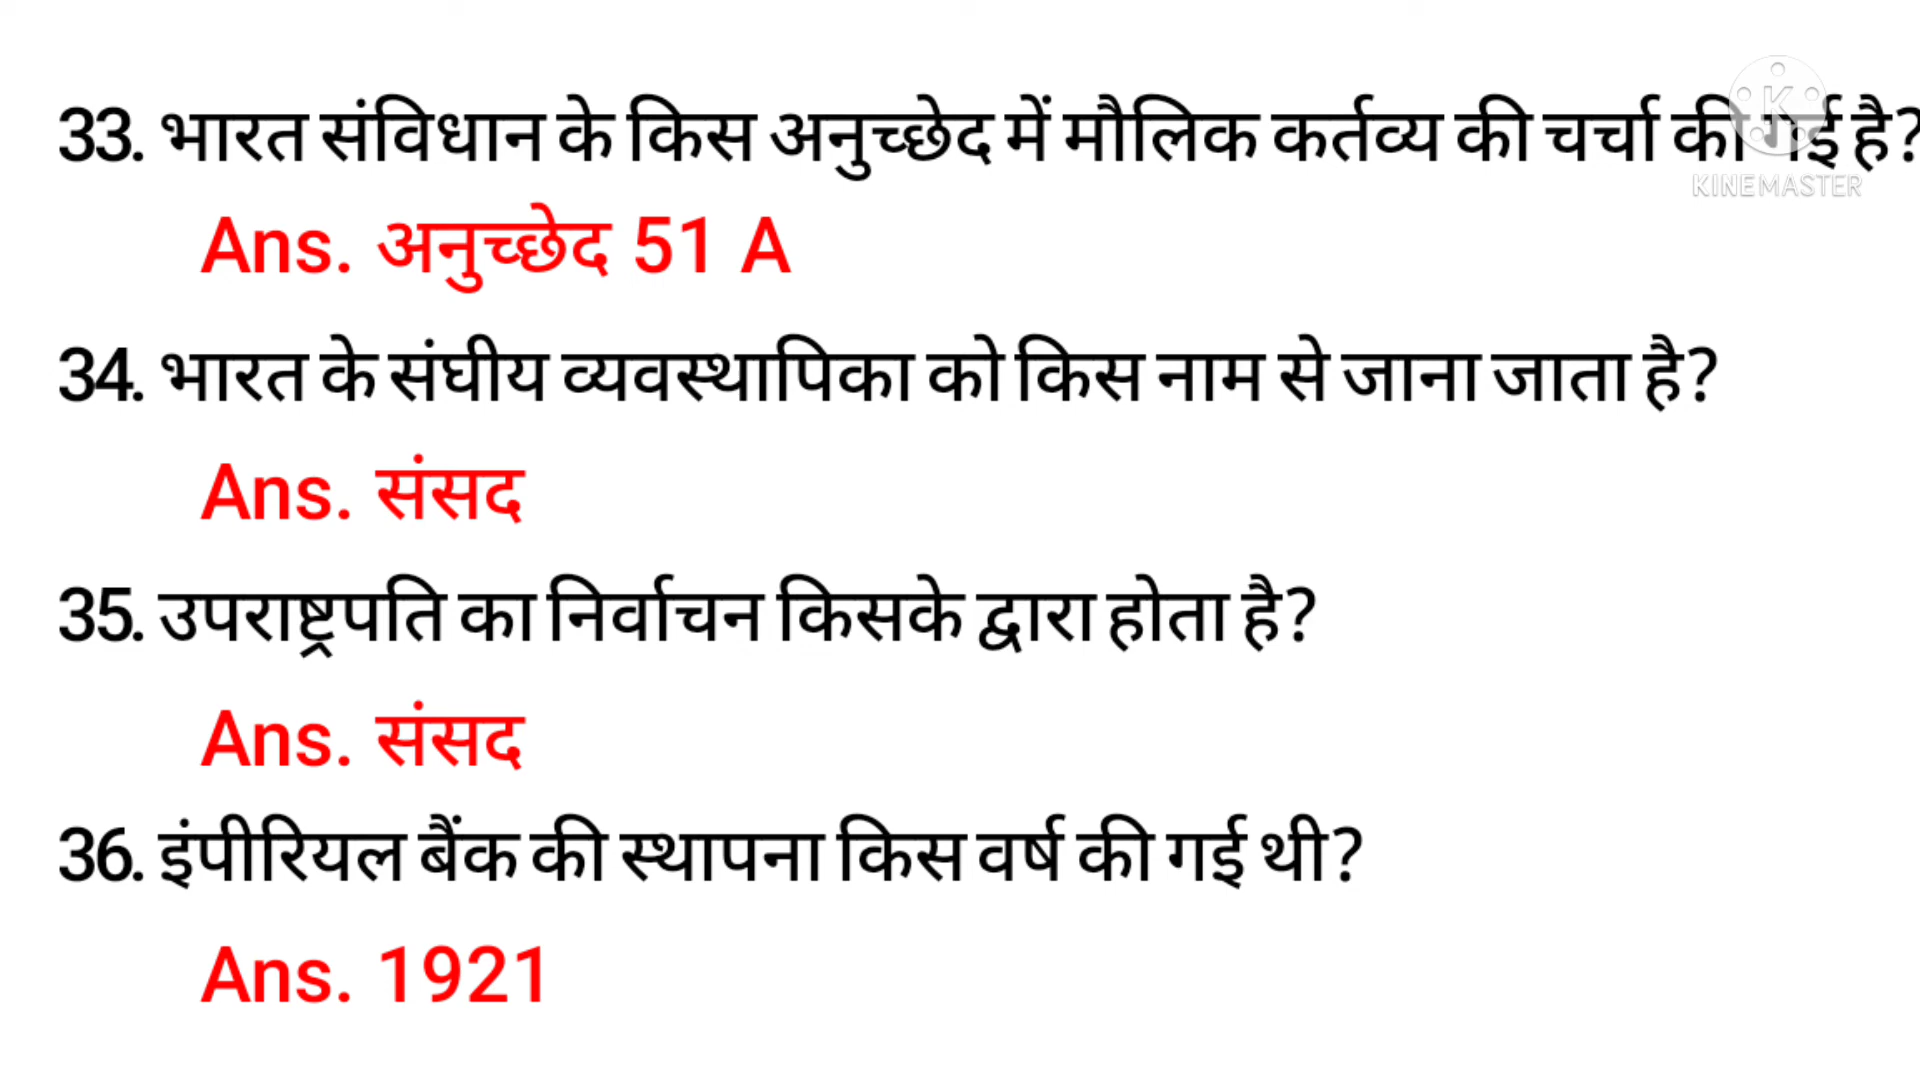 33. भारत संविधान के किस अनुच्छेद में मौलिक कर्तव्य की चर्चा की गई है?
KINEMASTER
Ans. अनुच्छेद 51 A
34. भारत के संघीय व्यवस्थापिका को किस नाम से जाना जाता है?
Ans. संसद
35. उपराष्ट्रपति का निर्वाचन किसके द्वारा होता है?
Ans. संसद
36. इंपीरियल बैंक की स्थापना किस वर्ष की गई थी?
Ans. 1921